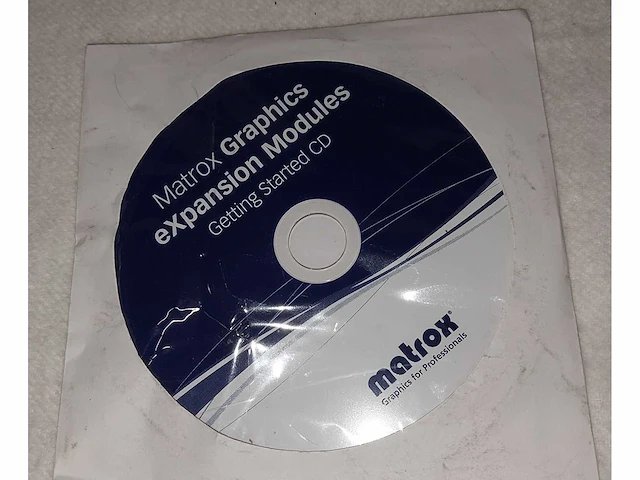 Matrox Graphics
eXpansion Modules
Getting Started CD
matrox®
Graphics for Professionals